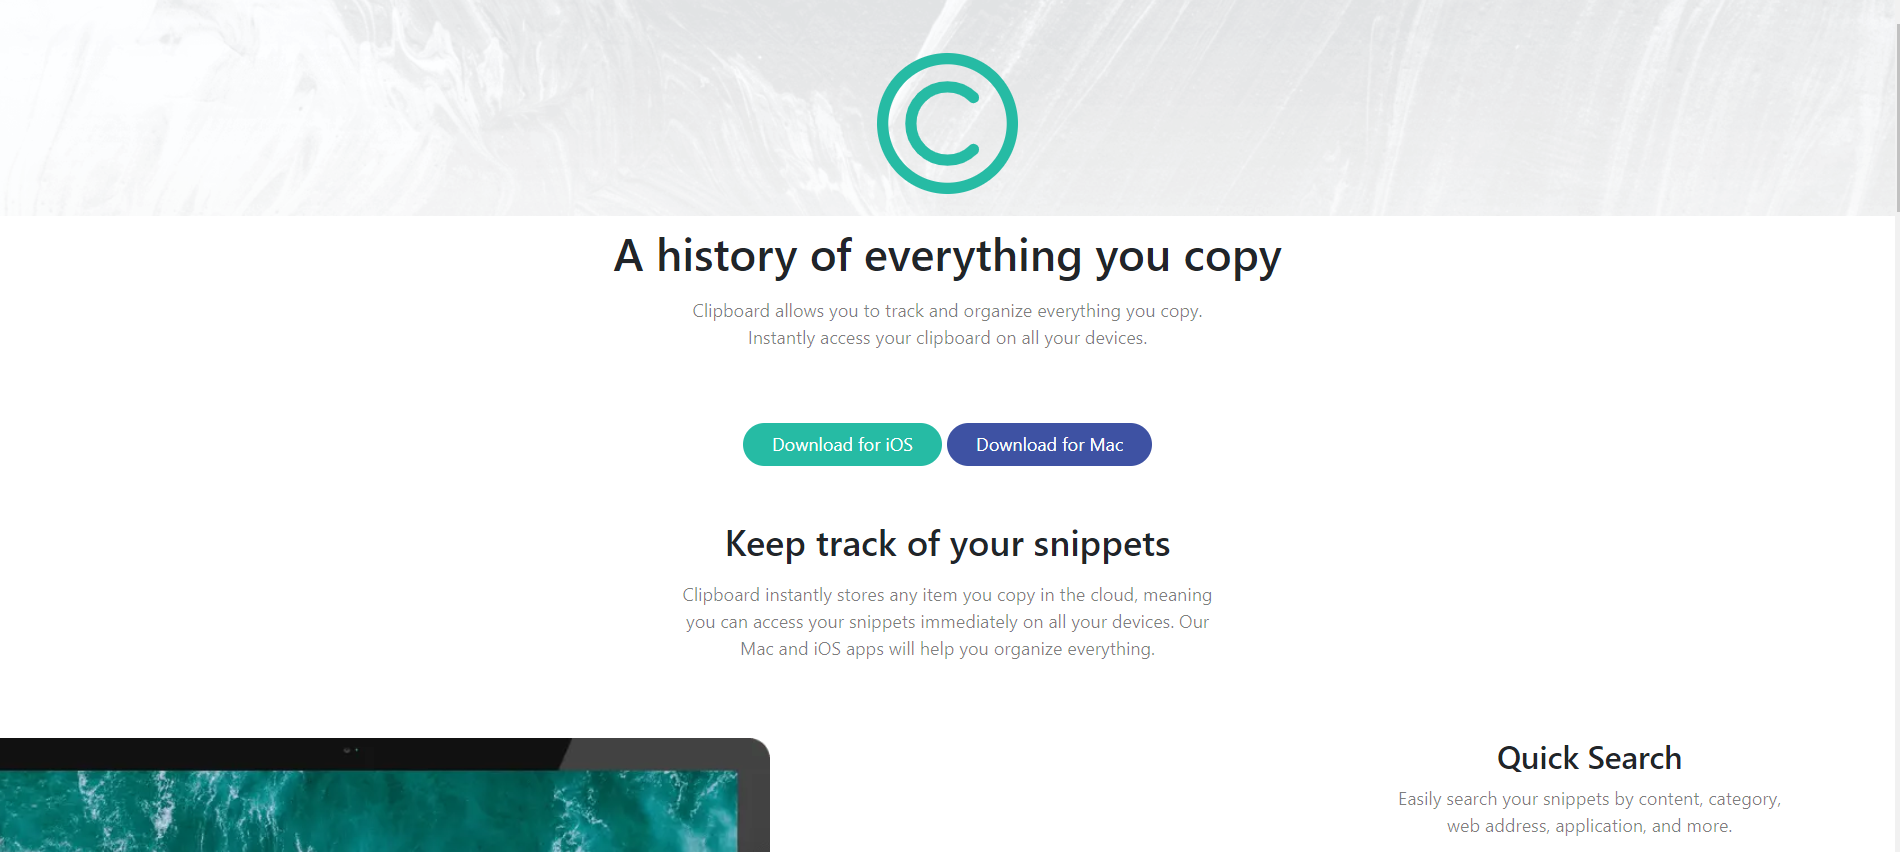 A history of everything you copy
Clipboard allows you to track and organize everything you copy.
Instantly access your clipboard on all your devices.
Download for iOS
Download for Mac
Keep track of your snippets
Clipboard instantly stores any item you copy in the cloud, meaning
you can access your snippets immediately on all your devices. Our
Mac and iOS apps will help you organize everything.
Quick Search
Easily search your snippets by content, category,
web address, application, and more.